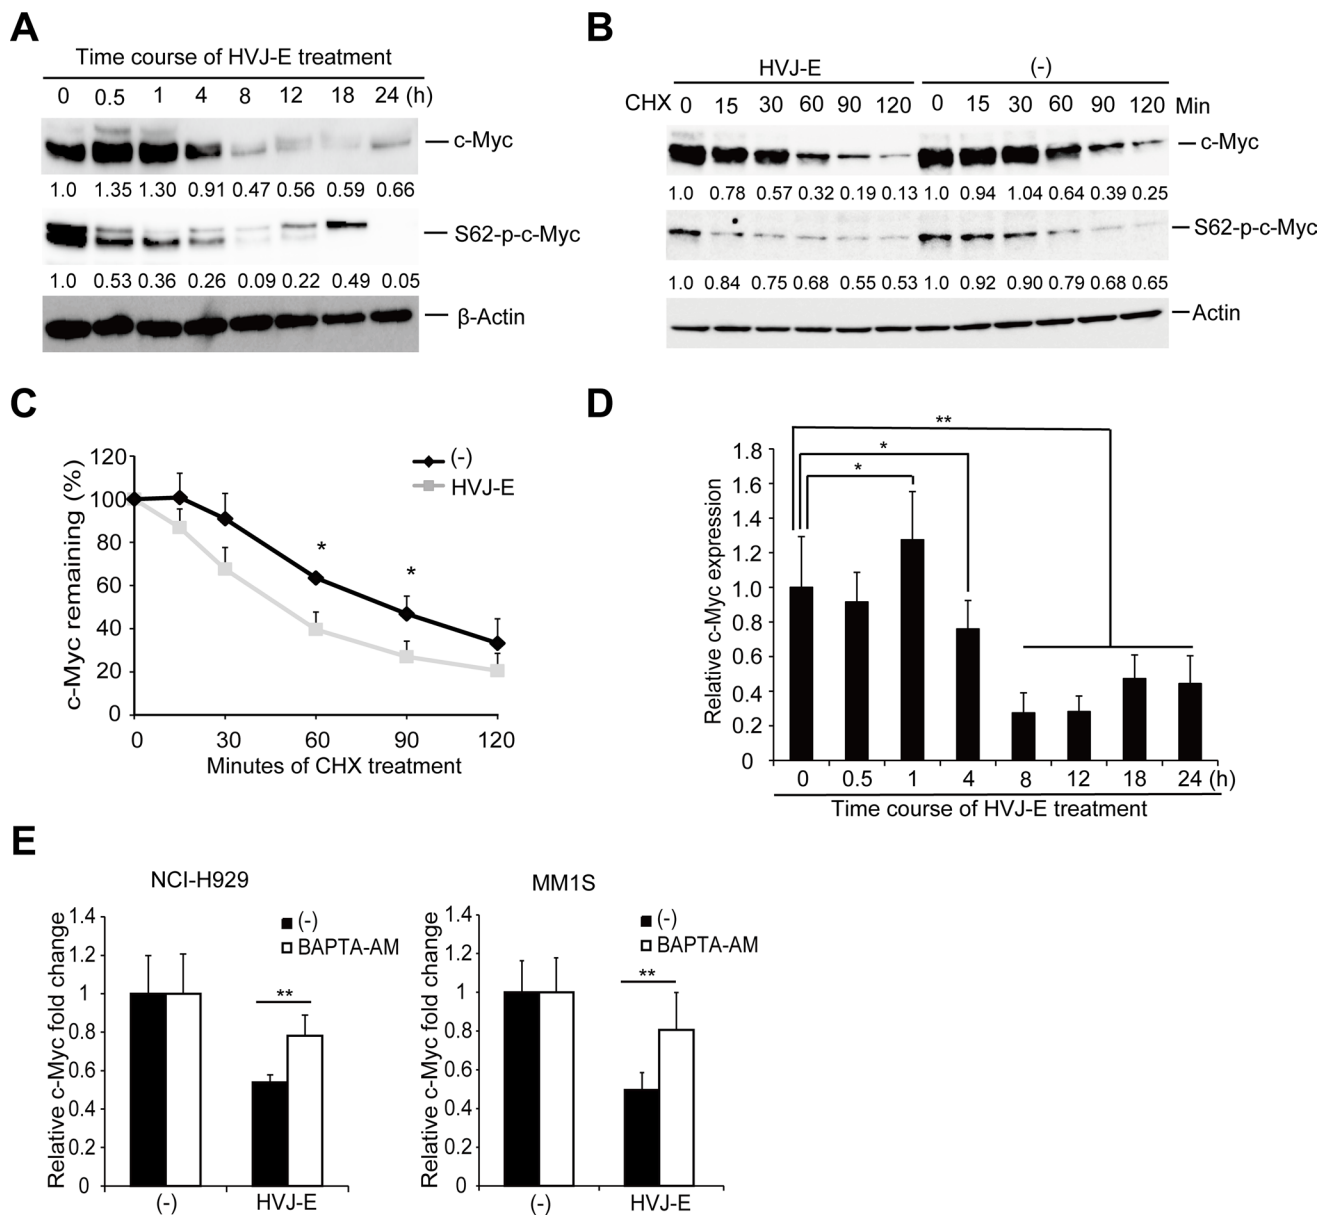 A
Time course of HVJ-E treatment
0 0.5 1 4 8 12 18 24 (h)
c-Myc
1.0 1.35 1.30 0.91 0.47 0.56 0.59 0.66
S62-p-c-Myc
1.0 0.53 0.36 0.26 0.09 0.22 0.49 0.05
β-Actin
B
HVJ-E (-)
CHX 0 15 30 60 90 120 0 15 30 60 90 120 Min
c-Myc
1.0 0.78 0.57 0.32 0.19 0.13 1.0 0.94 1.04 0.64 0.39 0.25
S62-p-c-Myc
1.0 0.84 0.75 0.68 0.55 0.53 1.0 0.92 0.90 0.79 0.68 0.65
Actin
C
c-Myc remaining (%)
120
100
80
60
40
20
0
(-)
HVJ-E
*
*
0 30 60 90 120
Minutes of CHX treatment
D
Relative c-Myc expression
1.8
1.6
1.4
1.2
1.0
0.8
0.6
0.4
0.2
0
**
*
*
0 0.5 1 4 8 12 18 24 (h)
Time course of HVJ-E treatment
E
NCI-H929
Relative c-Myc fold change
1.4
1.2
1
0.8
0.6
0.4
0.2
0
(-)
BAPTA-AM
**
(-) HVJ-E
MM1S
Relative c-Myc fold change
1.4
1.2
1
0.8
0.6
0.4
0.2
0
(-)
BAPTA-AM
**
(-) HVJ-E